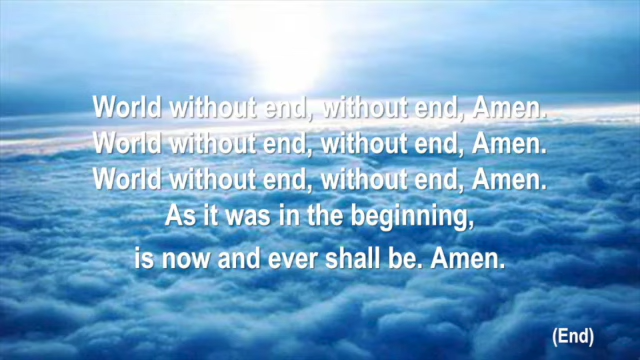 World without end, without end, Amen.
World without end, without end, Amen.
World without end, without end, Amen.
As it was in the beginning,
is now and ever shall be. Amen.
(End)